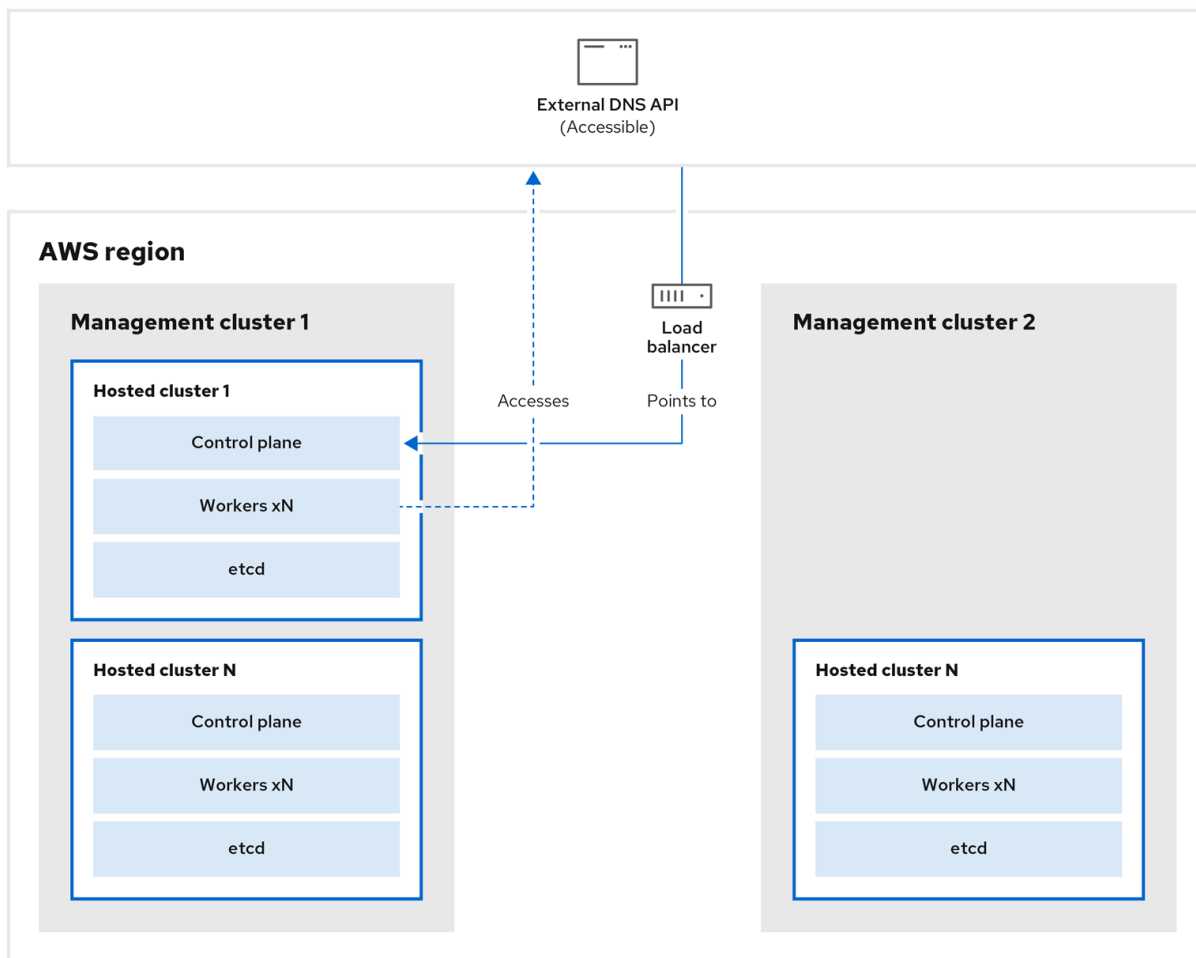 External DNS API
(Accessible)
AWS region
Management cluster 1
Hosted cluster 1
Control plane
Workers xN
etcd
Hosted cluster N
Control plane
Workers xN
etcd
Accesses
Load
balancer
Points to
Management cluster 2
Hosted cluster N
Control plane
Workers xN
etcd